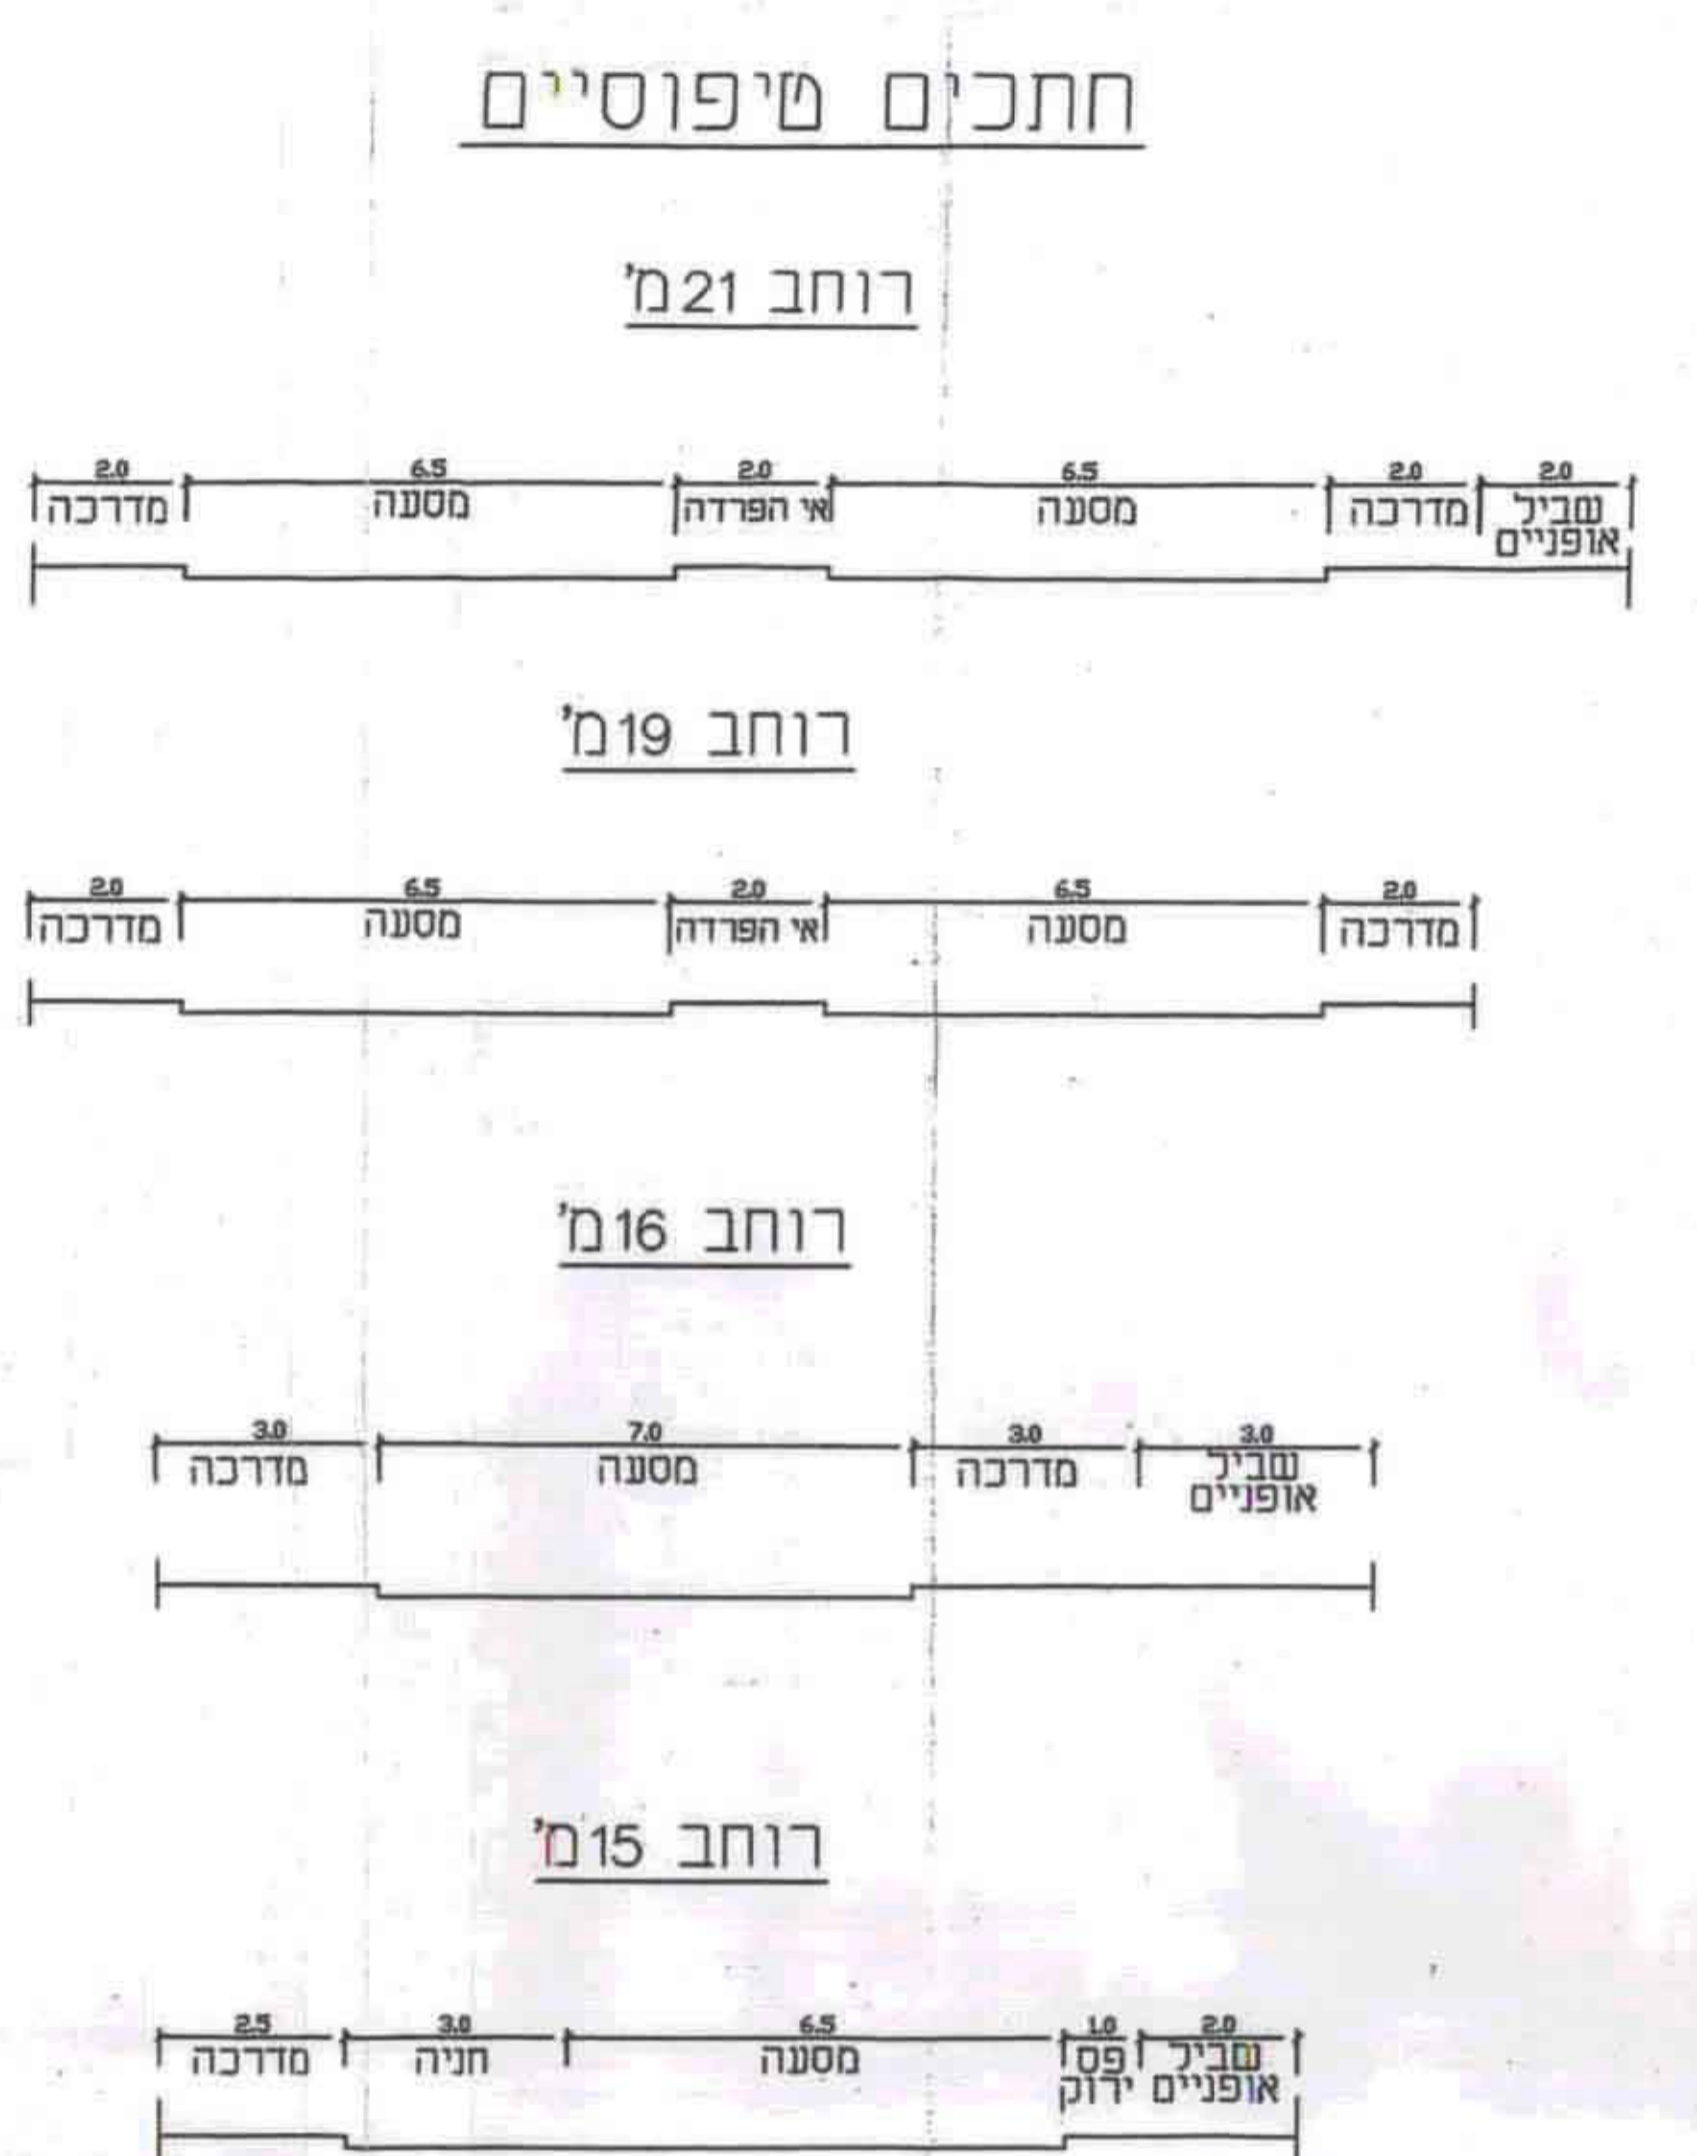 חתכים טיפוסיים
רוחב 21מ'
2.0 6.5 2.0 6.5 2.0 2.0
מדרכה מסעה אי הפרדה מסעה מדרכה שביל
אופניים
רוחב 19מ'
2.0 6.5 2.0 6.5 2.0
מדרכה מסעה אי הפרדה מסעה מדרכה
רוחב 16מ'
3.0 7.0 3.0 3.0
מדרכה מסעה מדרכה שביל
אופניים
רוחב 15מ'
2.5 3.0 6.5 1.0 2.0
מדרכה חניה מסעה פס שביל
ירוק אופניים